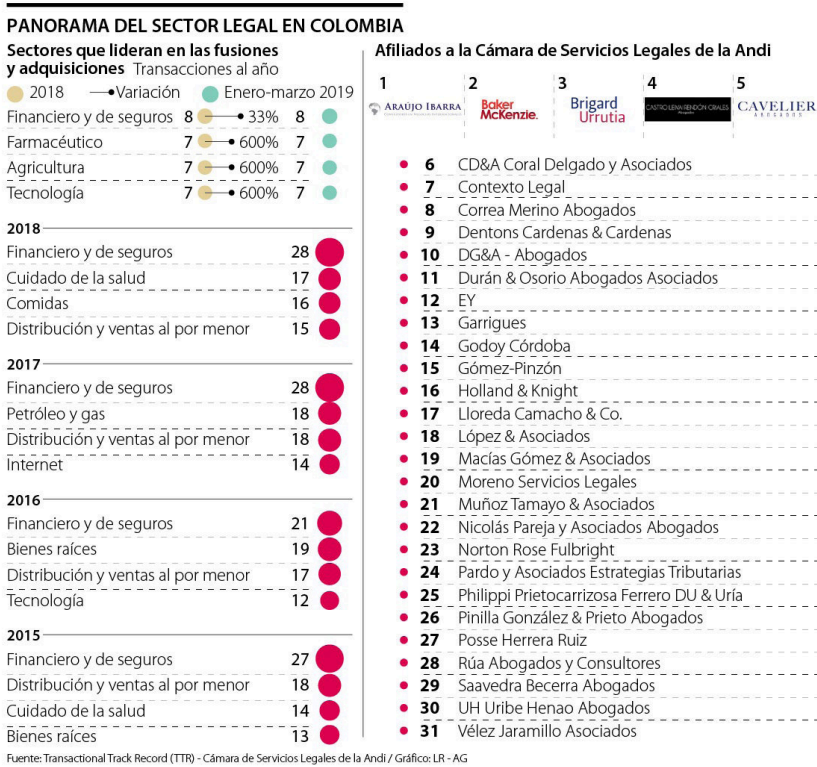 PANORAMA DEL SECTOR LEGAL EN COLOMBIA
Sectores que lideran en las fusiones
y adquisiciones Transacciones al año
2018 Variación Enero-marzo 2019
Financiero y de seguros 8 33% 8
Farmacéutico 7 600% 7
Agricultura 7 600% 7
Tecnología 7 600% 7
2018
Financiero y de seguros 28
Cuidado de la salud 17
Comidas 16
Distribución y ventas al por menor 15
2017
Financiero y de seguros 28
Petróleo y gas 18
Distribución y ventas al por menor 18
Internet 14
2016
Financiero y de seguros 21
Bienes raíces 19
Distribución y ventas al por menor 17
Tecnología 12
2015
Financiero y de seguros 27
Distribución y ventas al por menor 18
Cuidado de la salud 14
Bienes raíces 13
Afiliados a la Cámara de Servicios Legales de la Andi
1 2 3 4 5
ARAÚJO IBARRA
Baker
McKenzie.
Brigard
Urrutia
CASTRO LEIVA RENDÓN CRIALES
Abogados
CAVELIER
ABOGADOS
6 CD&A Coral Delgado y Asociados
7 Contexto Legal
8 Correa Merino Abogados
9 Dentons Cardenas & Cardenas
10 DG&A - Abogados
11 Durán & Osorio Abogados Asociados
12 EY
13 Garrigues
14 Godoy Córdoba
15 Gómez-Pinzón
16 Holland & Knight
17 Lloreda Camacho & Co.
18 López & Asociados
19 Macías Gómez & Asociados
20 Moreno Servicios Legales
21 Muñoz Tamayo & Asociados
22 Nicolás Pareja y Asociados Abogados
23 Norton Rose Fulbright
24 Pardo y Asociados Estrategias Tributarias
25 Philippi Prietocarrizosa Ferrero DU & Uría
26 Pinilla González & Prieto Abogados
27 Posse Herrera Ruiz
28 Rúa Abogados y Consultores
29 Saavedra Becerra Abogados
30 UH Uribe Henao Abogados
31 Vélez Jaramillo Asociados
Fuente: Transactional Track Record (TTR) - Cámara de Servicios Legales de la Andi / Gráfico: LR - AG